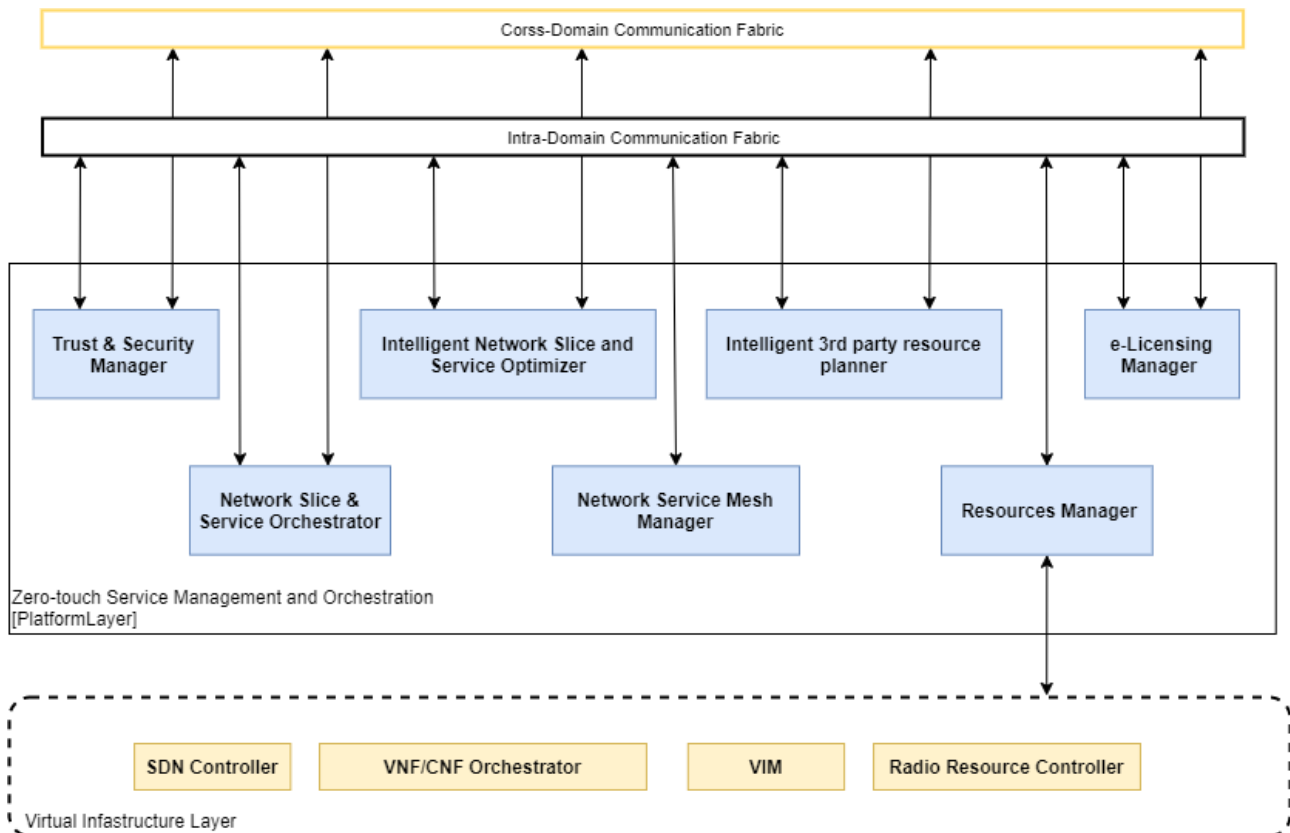 Corss-Domain Communication Fabric
Intra-Domain Communication Fabric
Trust & Security
Manager
Intelligent Network Slice and
Service Optimizer
Intelligent 3rd party resource
planner
e-Licensing
Manager
Network Slice &
Service Orchestrator
Network Service Mesh
Manager
Resources Manager
Zero-touch Service Management and Orchestration
[PlatformLayer]
SDN Controller
VNF/CNF Orchestrator
VIM
Radio Resource Controller
Virtual Infastructure Layer